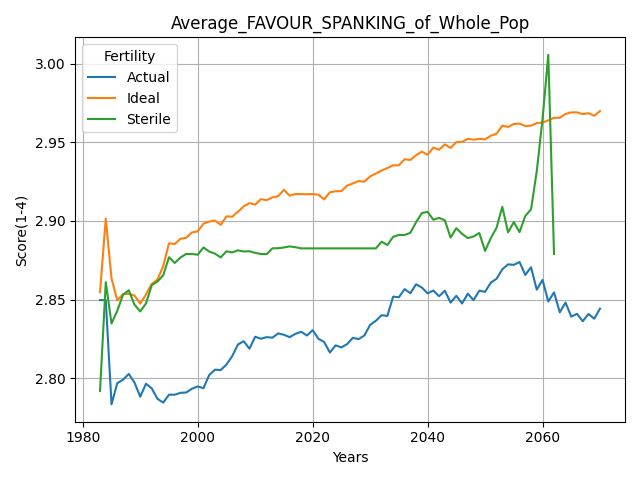 Average_FAVOUR_SPANKING_of_Whole_Pop
Fertility
Actual
Ideal
Sterile
3.00
2.95
2.90
2.85
2.80
Score(1-4)
1980
2000
2020
2040
2060
Years